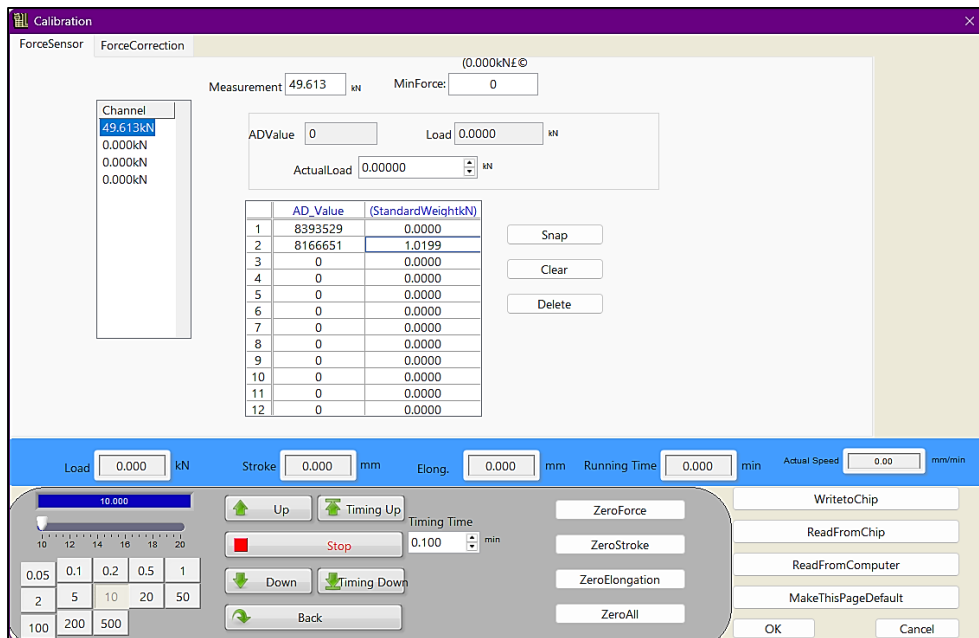 Calibration
ForceSensor ForceCorrection
(0.000kN£©
Measurement 49.613 kN MinForce: 0
Channel
49.613kN
0.000kN
0.000kN
0.000kN
ADValue 0 Load 0.0000 kN
ActualLoad 0.00000 kN
AD_Value (StandardWeightkN)
1 8393529 0.0000
2 8166651 1.0199
3 0 0.0000
4 0 0.0000
5 0 0.0000
6 0 0.0000
7 0 0.0000
8 0 0.0000
9 0 0.0000
10 0 0.0000
11 0 0.0000
12 0 0.0000
Snap
Clear
Delete
Load 0.000 kN Stroke 0.000 mm Elong. 0.000 mm Running Time 0.000 min Actual Speed 0.00 mm/min
10.000
10 12 14 16 18 20
0.05 0.1 0.2 0.5 1
2 5 10 20 50
100 200 500
Up Timing Up
Stop
Down Timing Down
Back
Timing Time
0.100 min
ZeroForce
ZeroStroke
ZeroElongation
ZeroAll
WritetoChip
ReadFromChip
ReadFromComputer
MakeThisPageDefault
OK Cancel